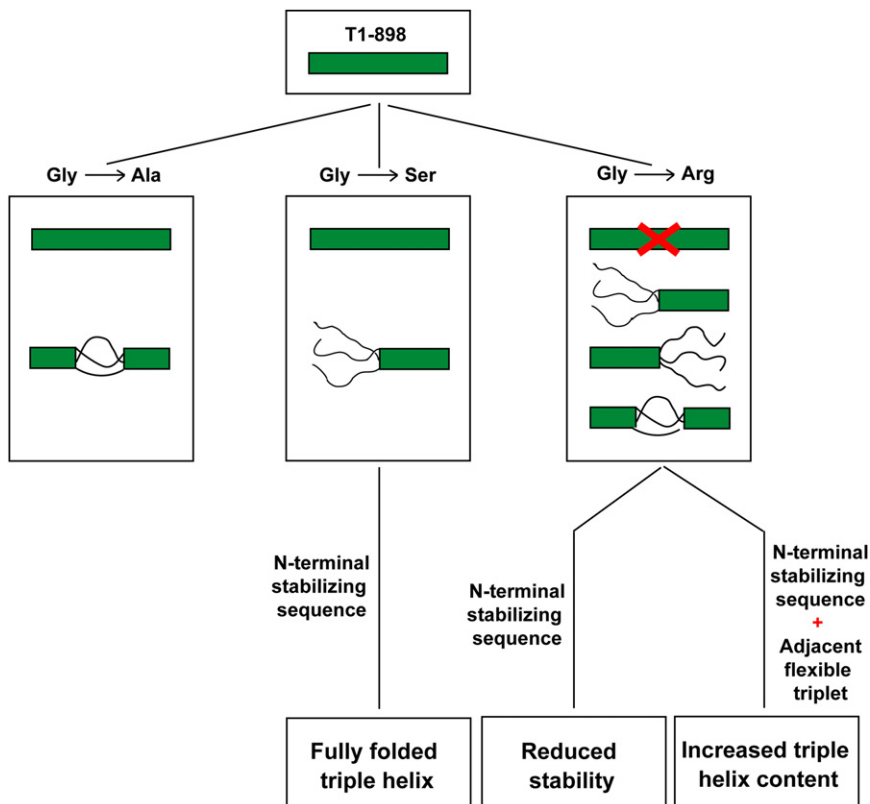 T1-898
Gly → Ala
Gly → Ser
Gly → Arg
N-terminal
stabilizing
sequence
N-terminal
stabilizing
sequence
N-terminal
stabilizing
sequence
+
Adjacent
flexible
triplet
Fully folded
triple helix
Reduced
stability
Increased triple
helix content